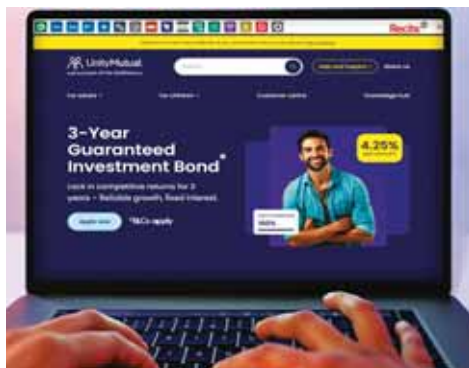 Recite
UnityMutual
Search
About us
For adults
For children
Customer centre
Knowledge hub
3-Year
Guaranteed
Investment Bond*
4.25%
Lock in competitive returns for 3
years – Reliable growth, fixed interest.
Apply now
*T&Cs apply